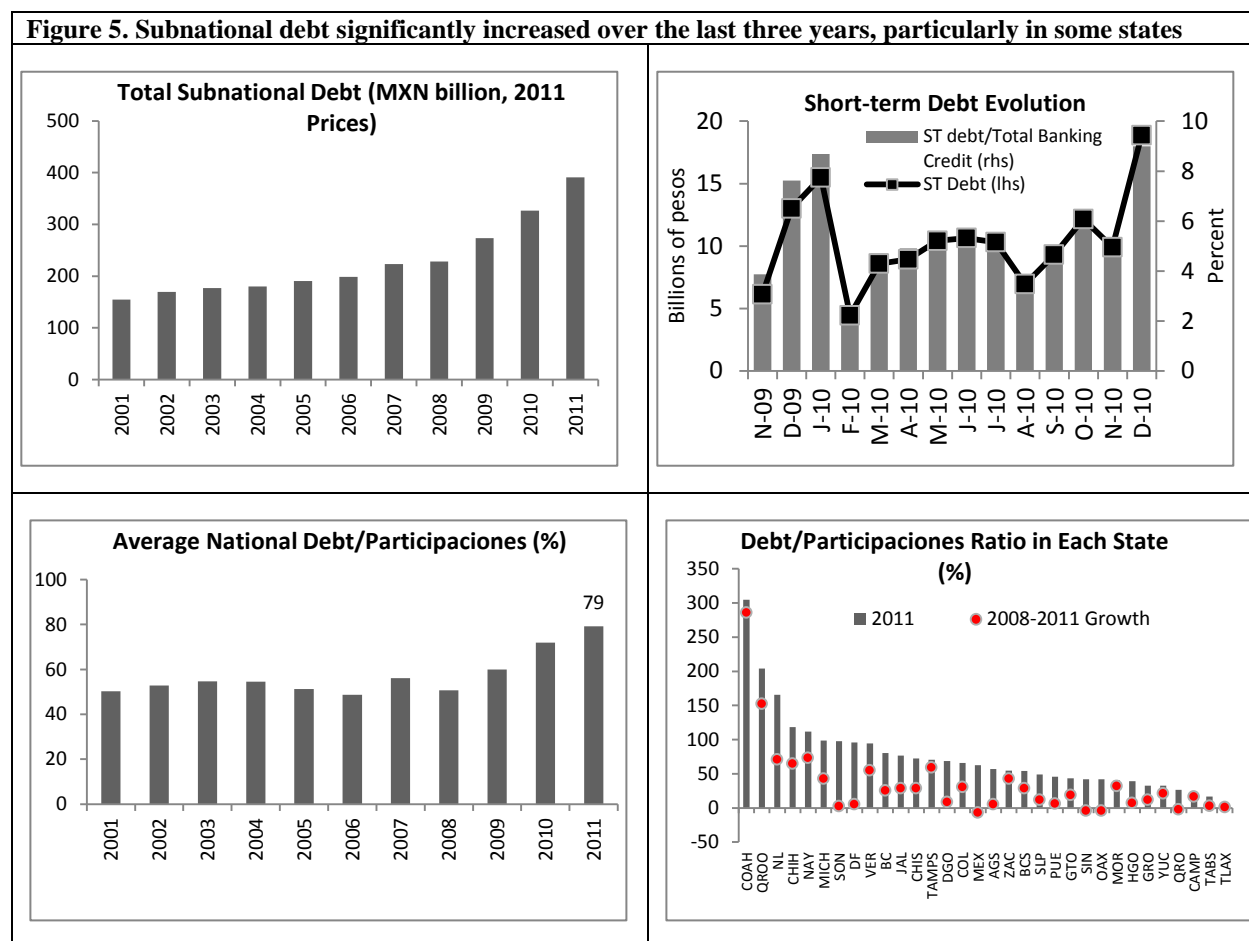 Figure 5. Subnational debt significantly increased over the last three years, particularly in some states
Total Subnational Debt (MXN billion, 2011
Prices)
500
400
300
200
100
0
2001
2002
2003
2004
2005
2006
2007
2008
2009
2010
2011
Short-term Debt Evolution
ST debt/Total Banking
Credit (rhs)
ST Debt (lhs)
Billions of pesos
20
15
10
5
0
Percent
10
8
6
4
2
0
N-09
D-09
J-10
F-10
M-10
A-10
M-10
J-10
J-10
A-10
S-10
O-10
N-10
D-10
Average National Debt/Participaciones (%)
100
80
60
40
20
0
79
2001
2002
2003
2004
2005
2006
2007
2008
2009
2010
2011
Debt/Participaciones Ratio in Each State
(%)
2011
2008-2011 Growth
350
300
250
200
150
100
50
0
-50
COAH
QROO
NL
CHIH
NAY
MICH
SON
DF
VER
BC
JAL
CHIS
TAMPS
DGO
COL
MEX
AGS
ZAC
BCS
SLP
PUE
GTO
SIN
OAX
MOR
HGO
GRO
YUC
QRO
CAMP
TABS
TLAX